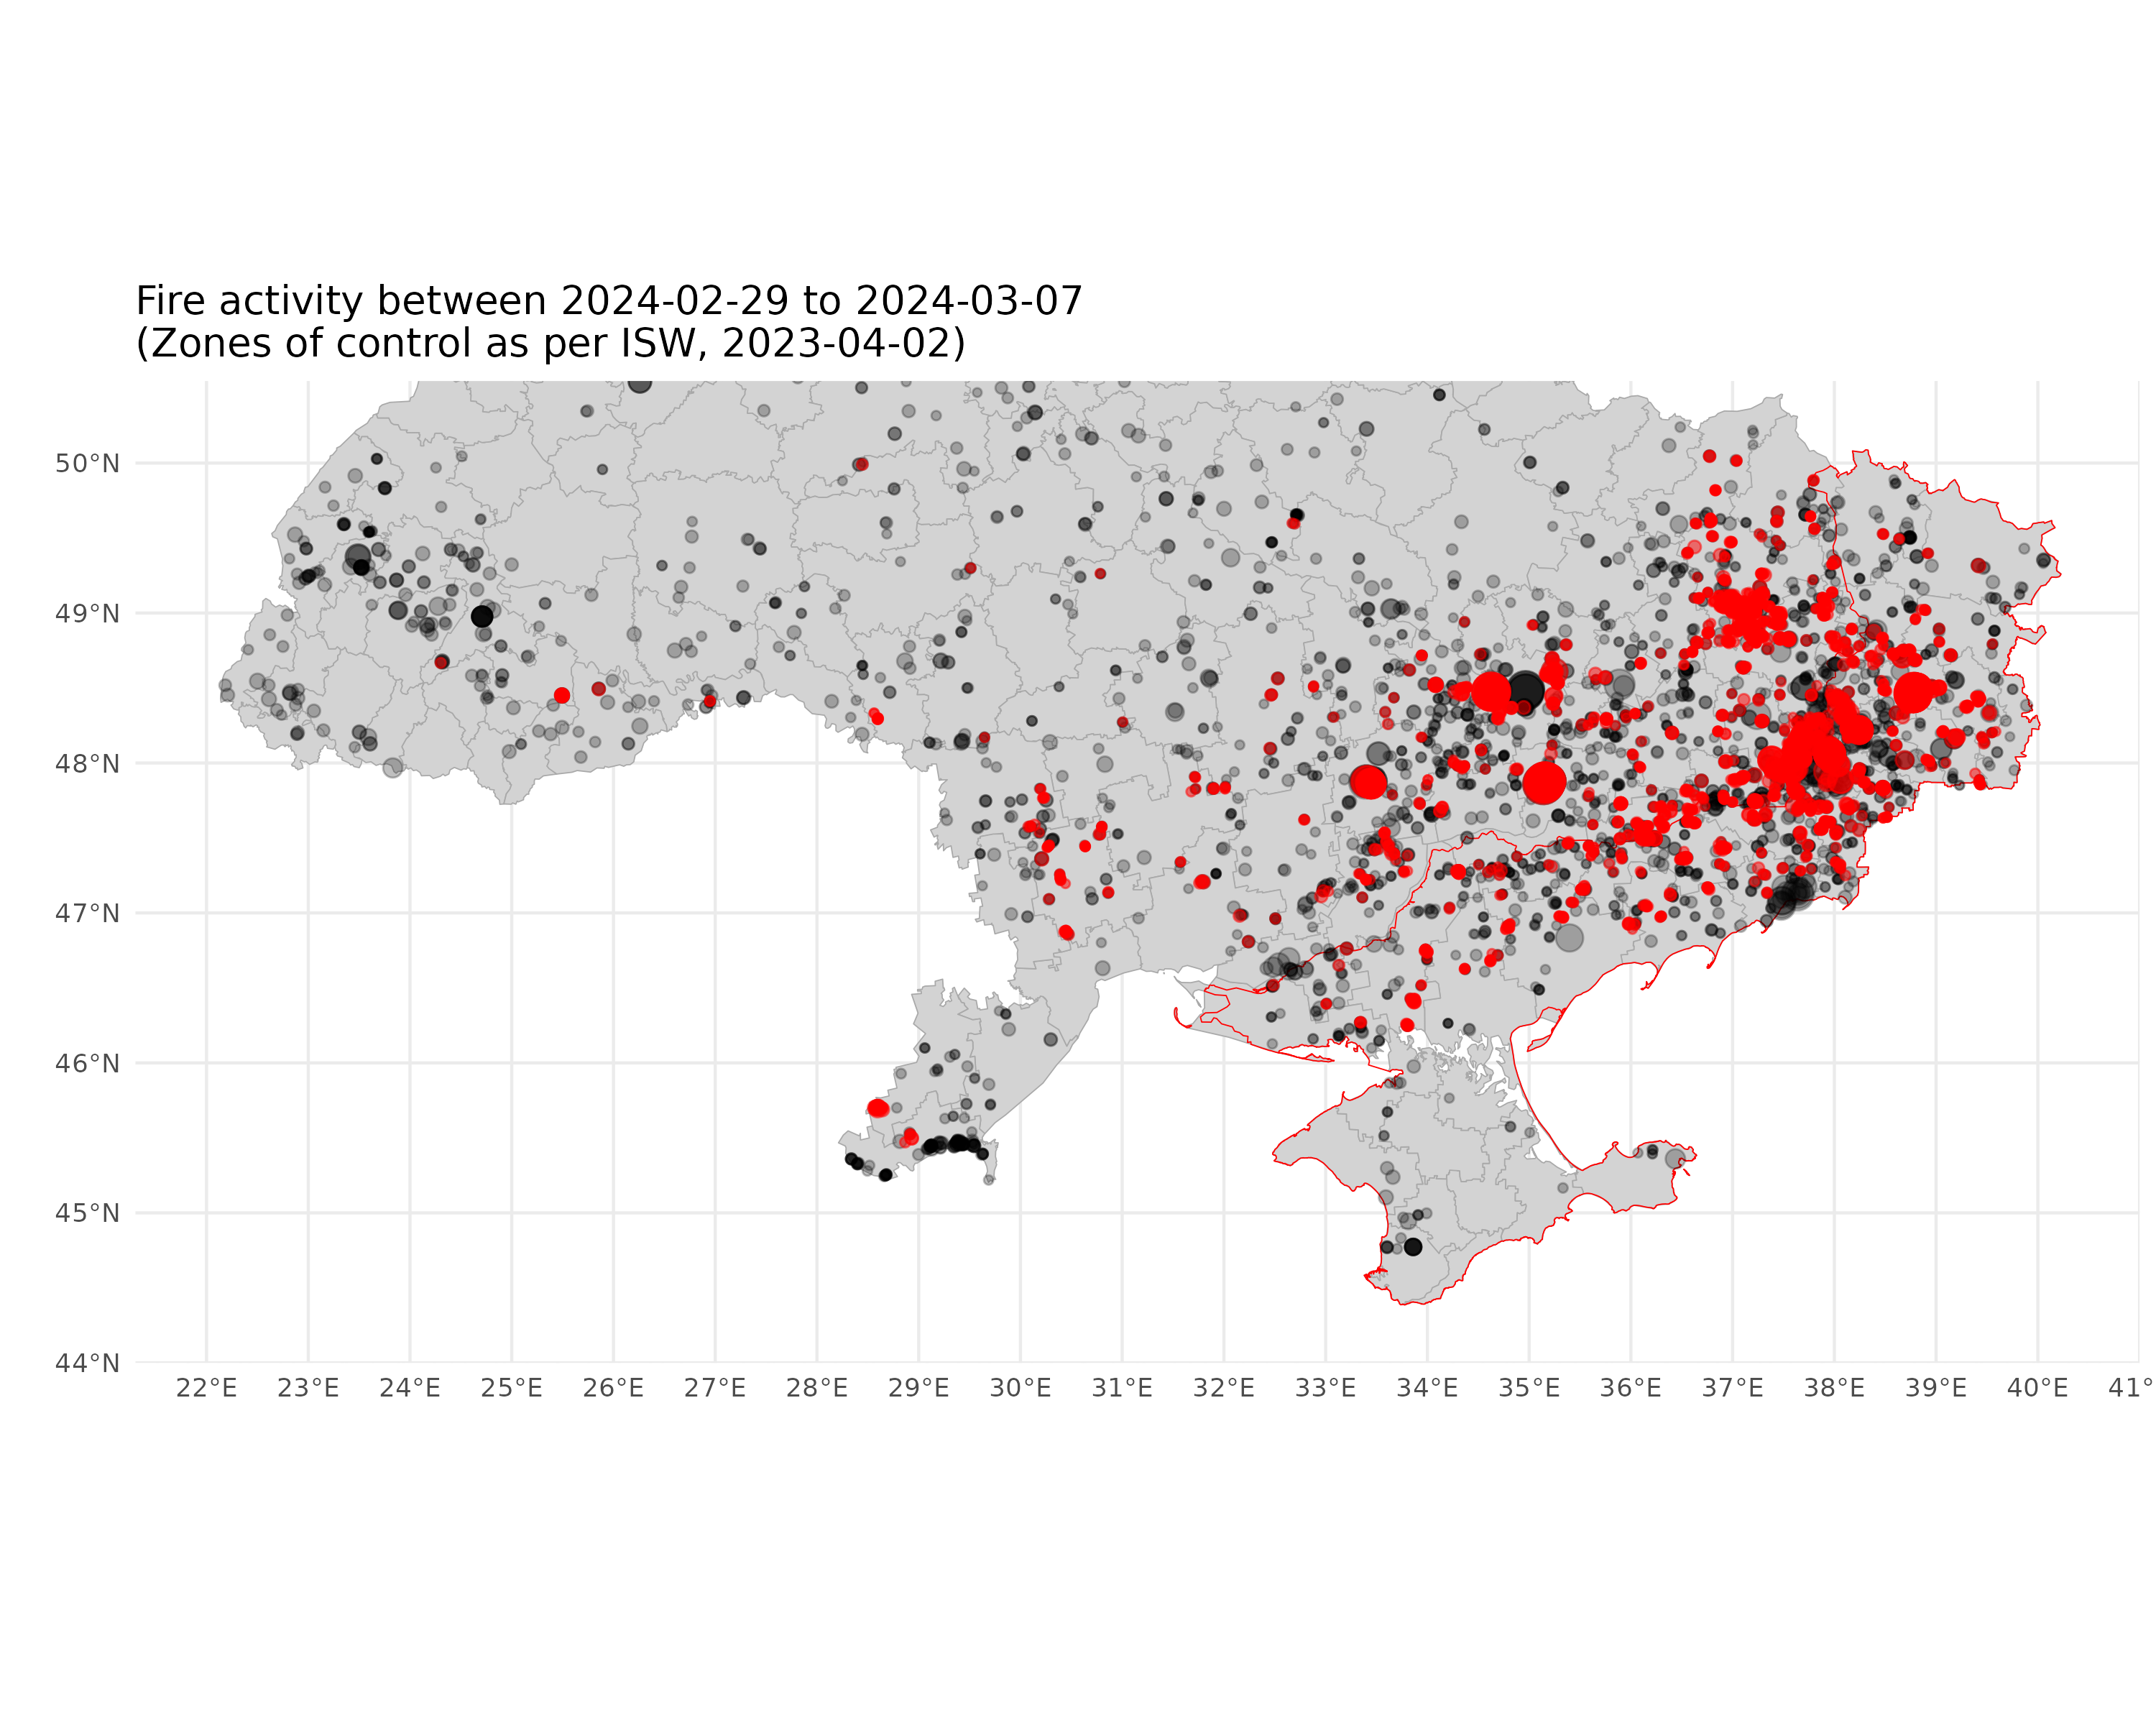 Fire activity between 2024-02-29 to 2024-03-07
(Zones of control as per ISW, 2023-04-02)
50°N
49°N
48°N
47°N
46°N
45°N
44°N
22°E 23°E 24°E 25°E 26°E 27°E 28°E 29°E 30°E 31°E 32°E 33°E 34°E 35°E 36°E 37°E 38°E 39°E 40°E 41°